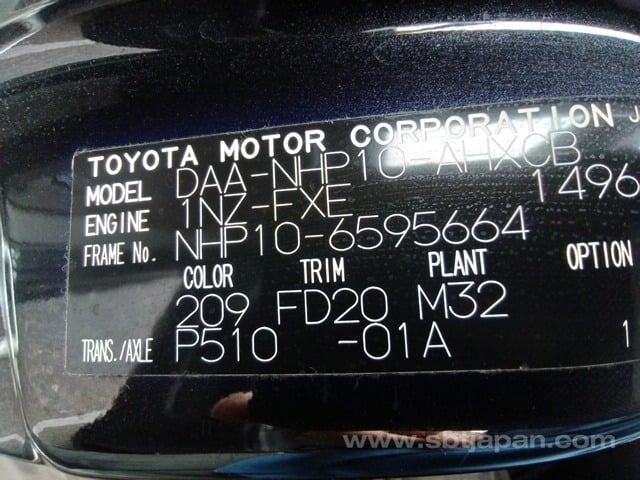 TOYOTA MOTOR CORPORATION J
MODEL DAA-NHP10-AHXCB
ENGINE 1NZ-FXE 1496
FRAME No. NHP10-6595664
COLOR TRIM PLANT OPTION
209 FD20 M32
TRANS./AXLE P510 -01A 1
www.sbtjapan.com